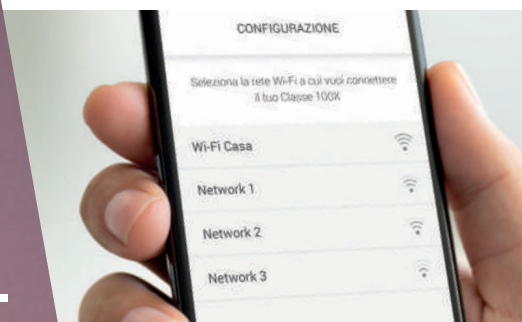 CONFIGURAZIONE
Seleziona la rete Wi-Fi a cui vuoi connettere
il tuo Classe 100X
Wi-Fi Casa
Network 1
Network 2
Network 3